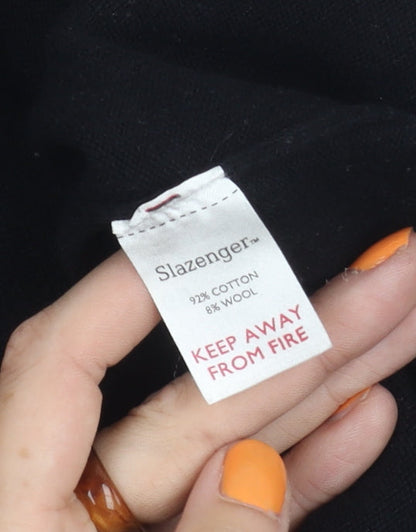 Slazenger™
92% COTTON
8% WOOL
KEEP AWAY
FROM FIRE